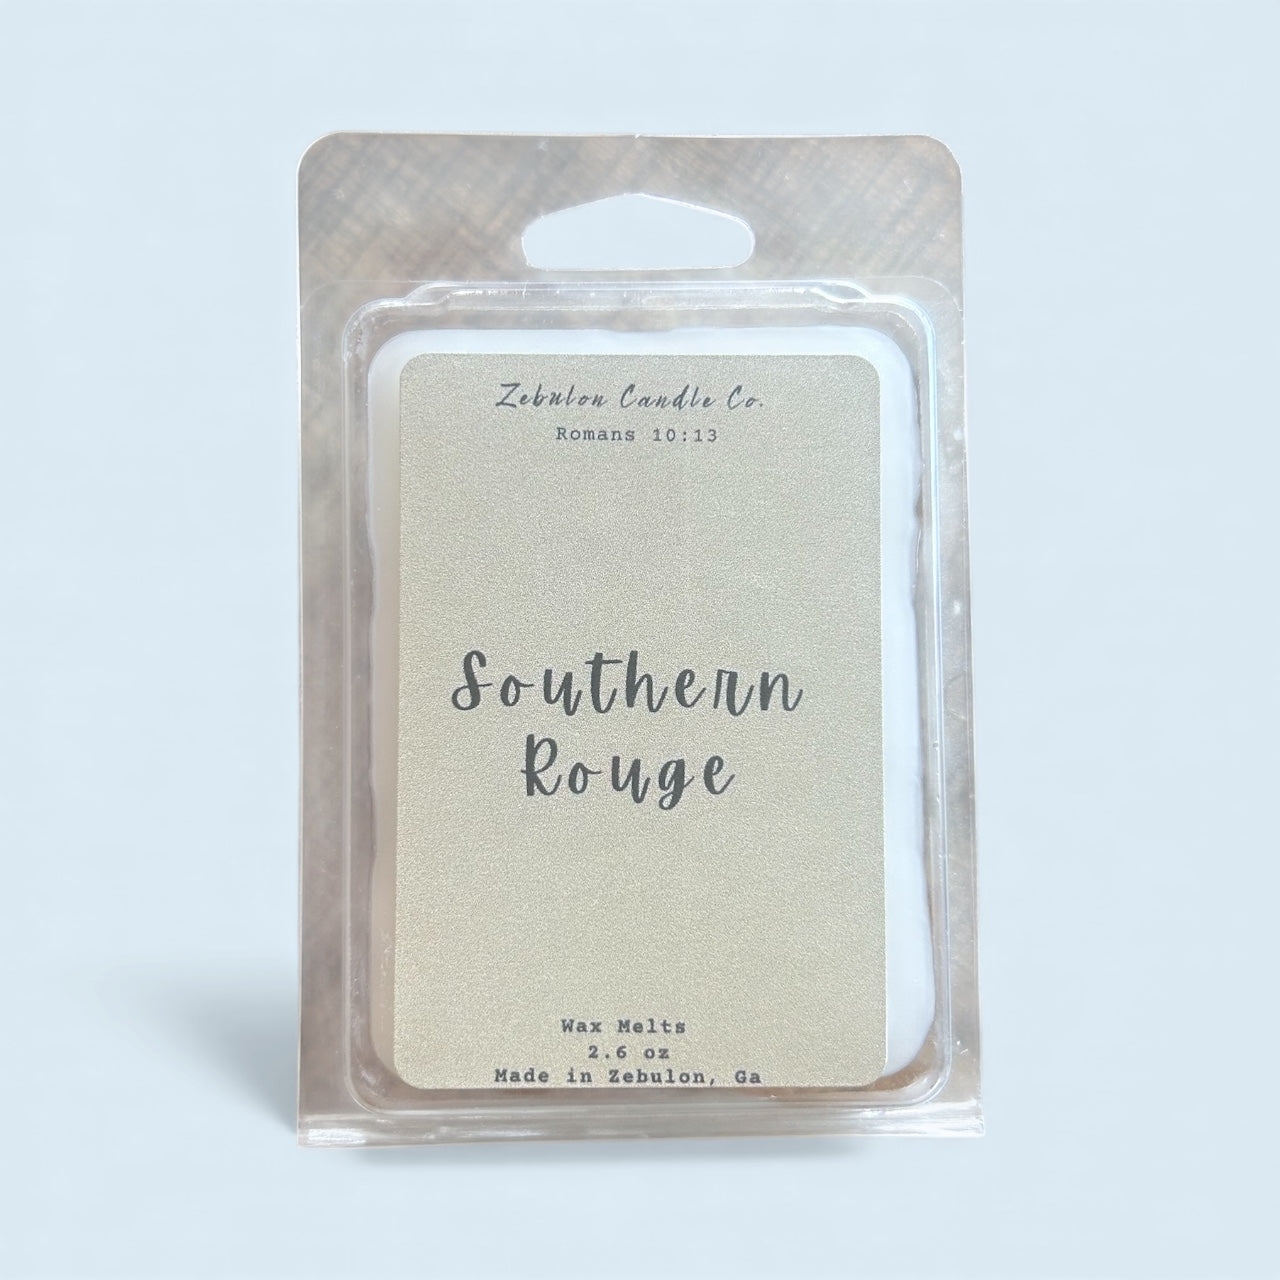 Zebulon Candle Co.
Romans 10:13
Southern
Rouge
Wax Melts
2.6 oz
Made in Zebulon, Ga